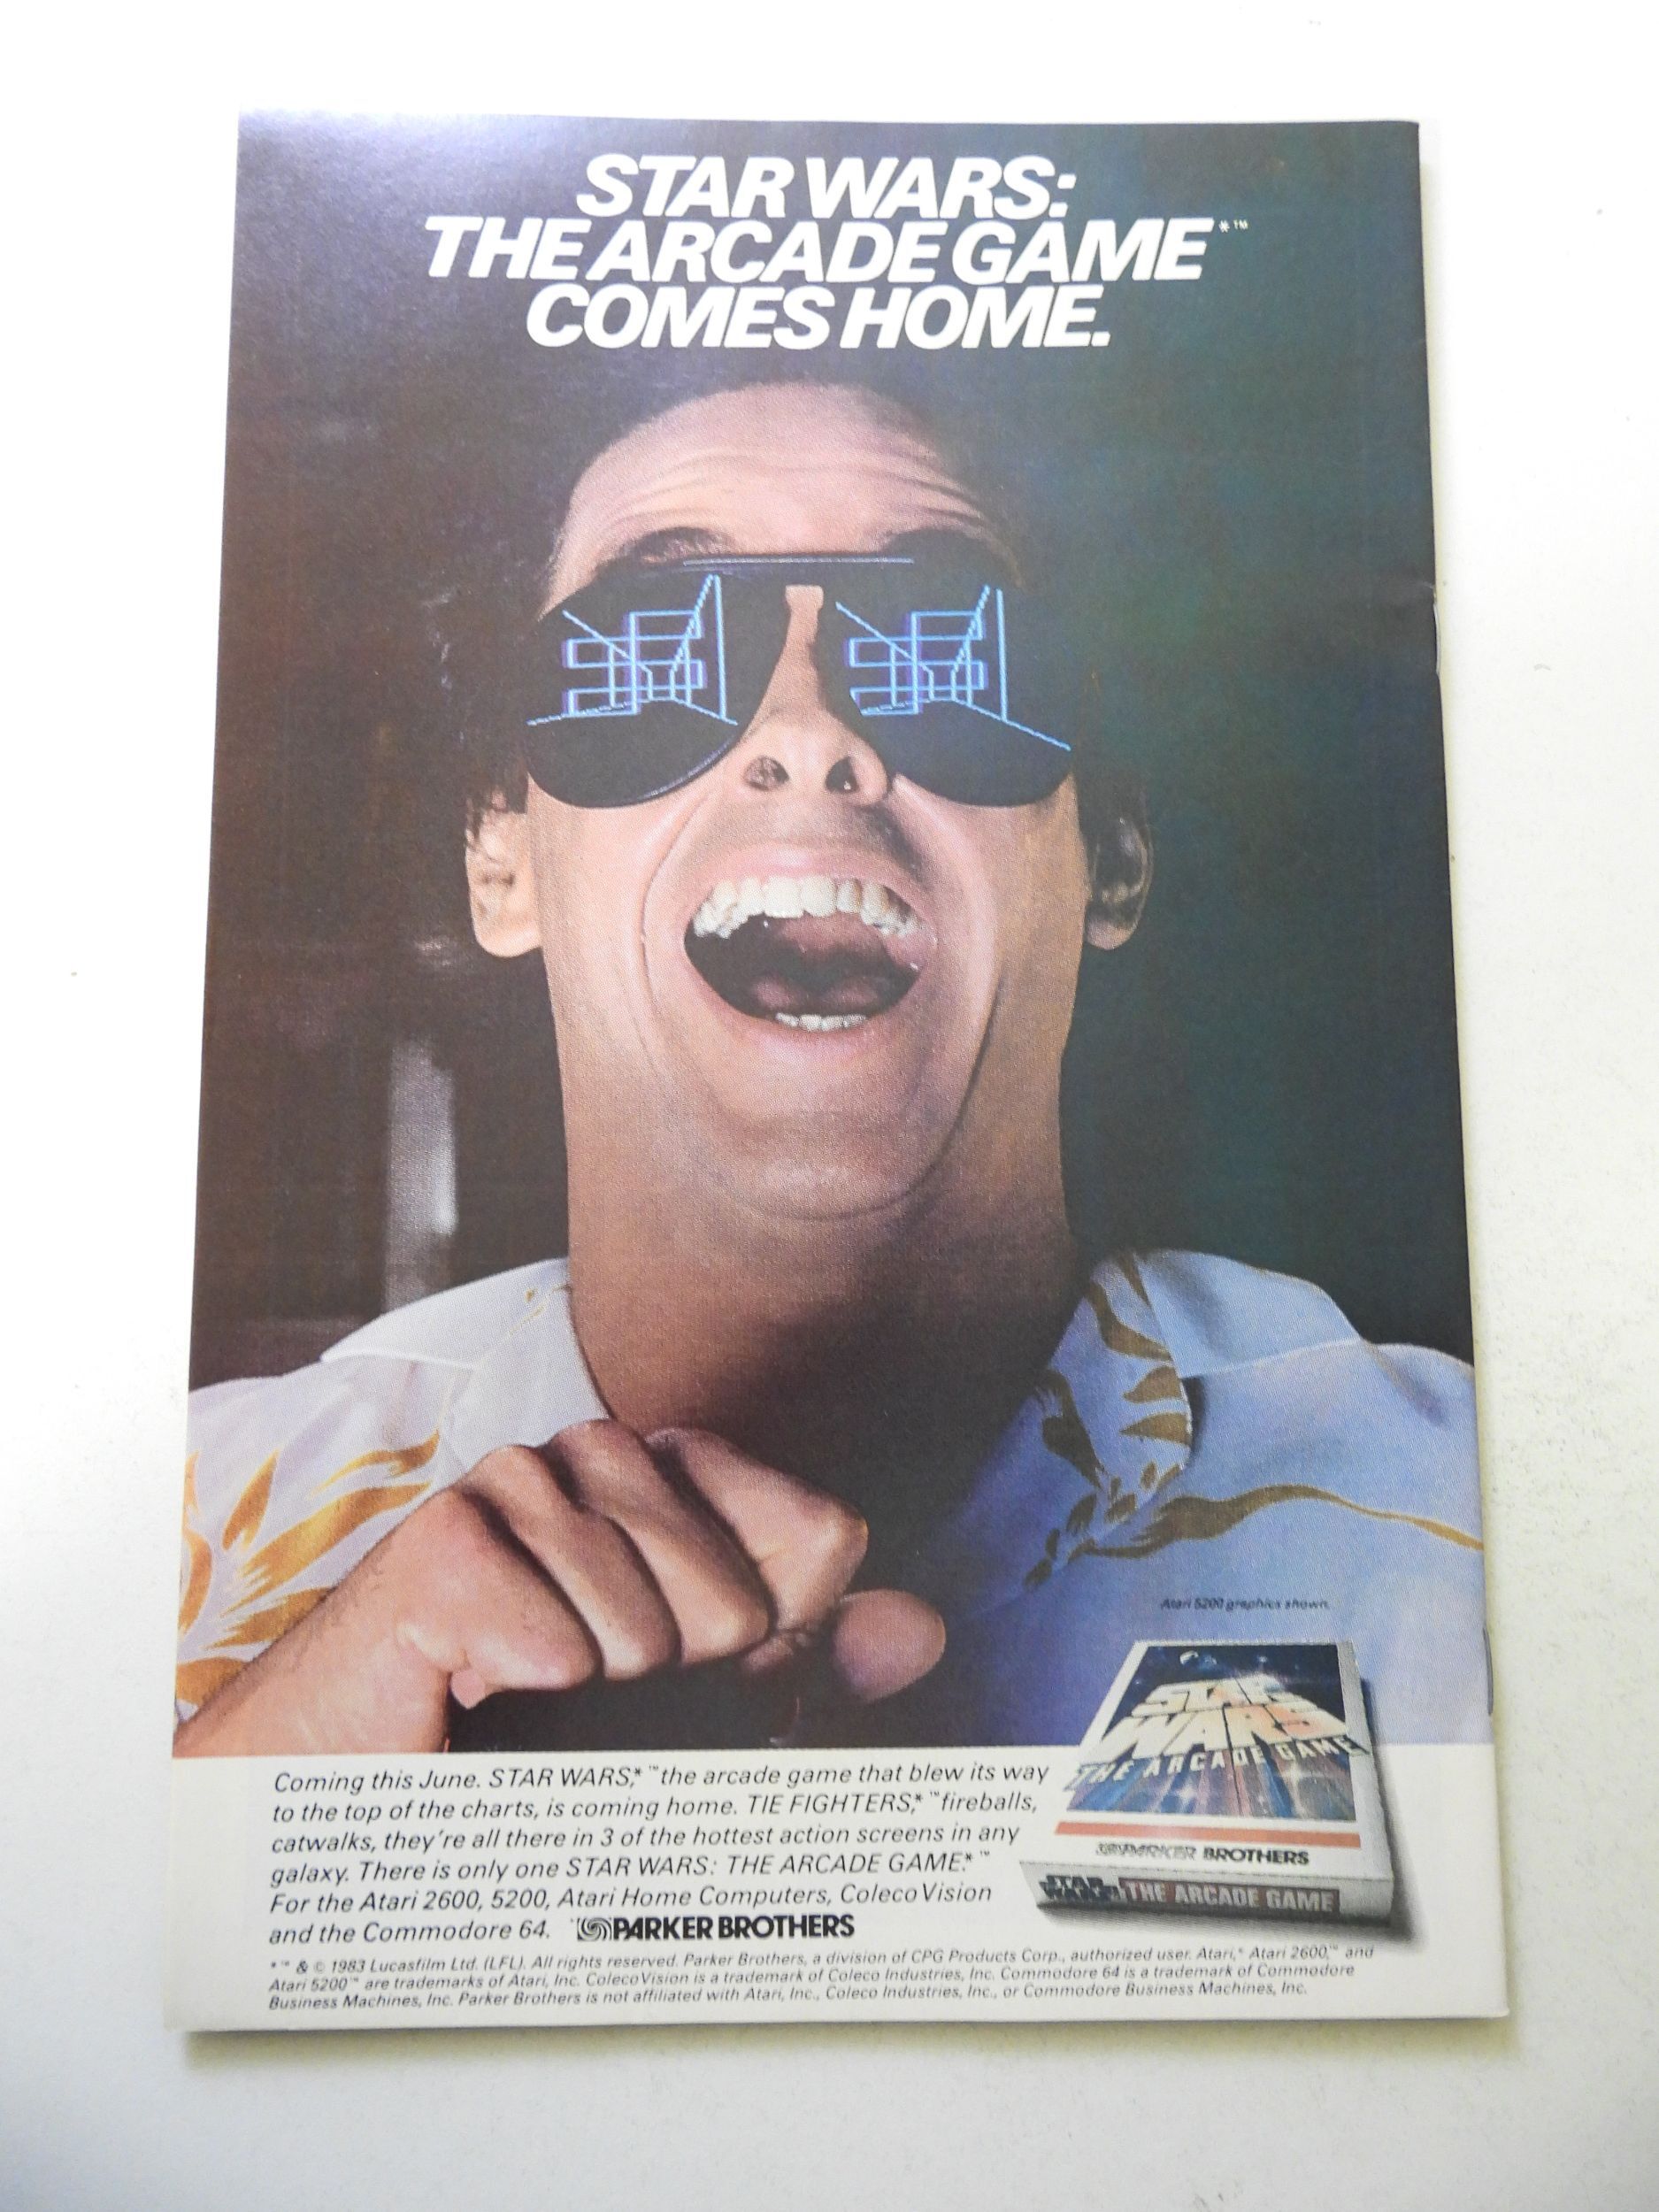 STAR WARS:
THE ARCADE GAME*™
COMES HOME.
Atari 5200 graphics shown.
STAR
WARS
THE ARCADE GAME
PARKER BROTHERS
STAR
WARS
THE ARCADE GAME
Coming this June. STAR WARS,*™ the arcade game that blew its way
to the top of the charts, is coming home. TIE FIGHTERS,*™ fireballs,
catwalks, they're all there in 3 of the hottest action screens in any
galaxy. There is only one STAR WARS: THE ARCADE GAME.*™
For the Atari 2600, 5200, Atari Home Computers, ColecoVision
and the Commodore 64. PARKER BROTHERS
*™ & © 1983 Lucasfilm Ltd. (LFL). All rights reserved. Parker Brothers, a division of CPG Products Corp., authorized user. Atari,® Atari 2600,™ and
Atari 5200™ are trademarks of Atari, Inc. ColecoVision is a trademark of Coleco Industries, Inc. Commodore 64 is a trademark of Commodore
Business Machines, Inc. Parker Brothers is not affiliated with Atari, Inc., Coleco Industries, Inc., or Commodore Business Machines, Inc.